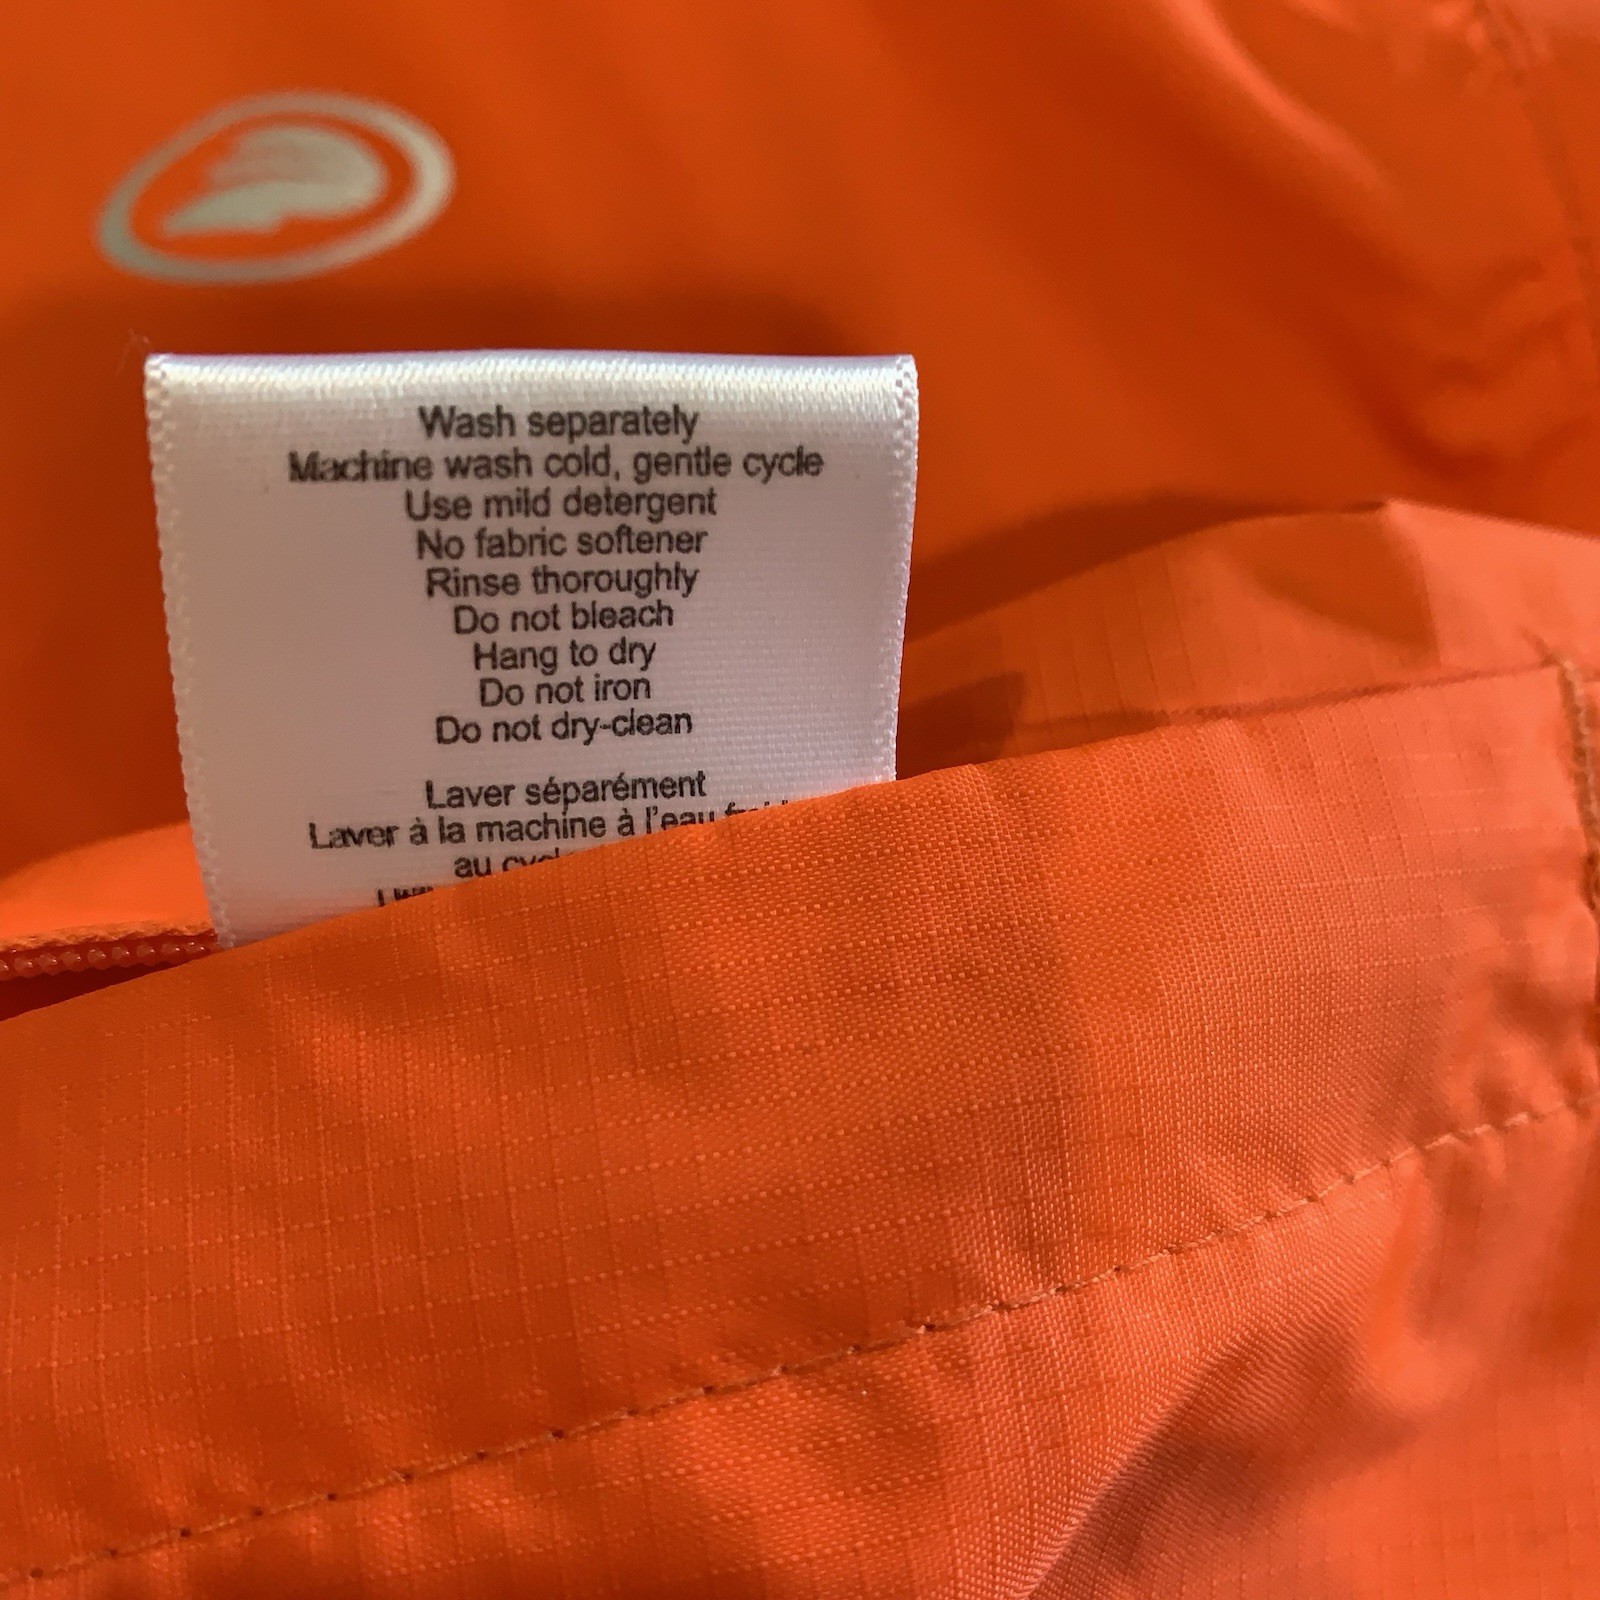 Wash separately
Machine wash cold, gentle cycle
Use mild detergent
No fabric softener
Rinse thoroughly
Do not bleach
Hang to dry
Do not iron
Do not dry-clean
Laver séparément
Laver à la machine à l'eau
au